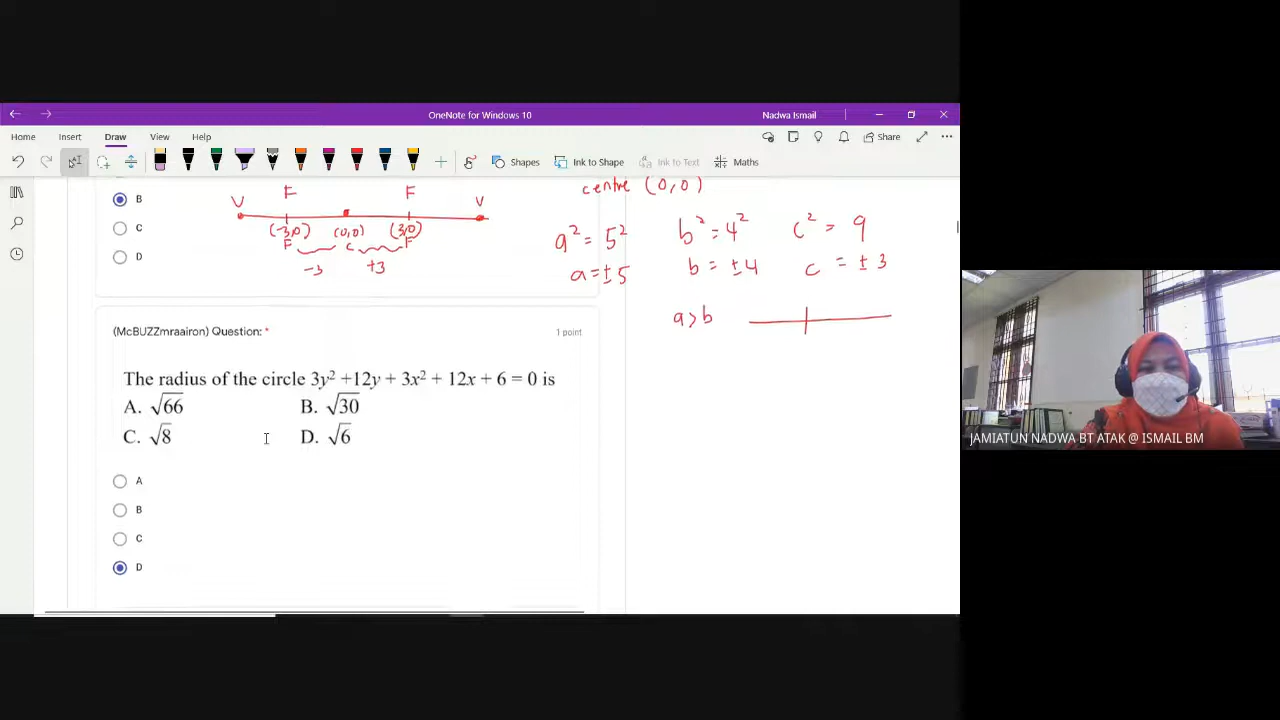 OneNote for Windows 10
Nadwa Ismail
Home Insert Draw View Help
Share
Shapes Ink to Shape Ink to Text Maths
B
C
D
V F F V
(-3,0) (0,0) (3,0)
F C F
-3 +3
centre (0,0)
a² = 5² b² = 4² c² = 9
a = ±5 b = ±4 c = ±3
a > b
(McBUZZmraairon) Question: *
1 point
The radius of the circle 3y² +12y + 3x² + 12x + 6 = 0 is
A. √66 B. √30
C. √8 D. √6
A
B
C
D
JAMIATUN NADWA BT ATAK @ ISMAIL BM